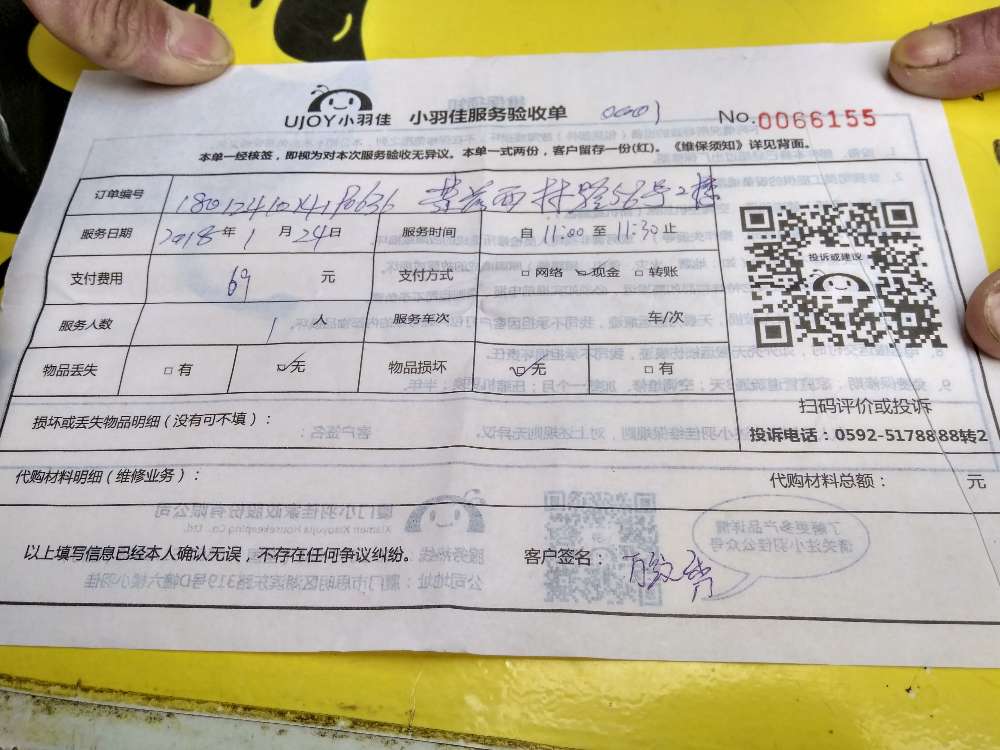 UJOY小羽佳 小羽佳服务验收单 No.0066155
本单一经核签，即视为对本次服务验收无异议。本单一式两份，客户留存一份(红)。《维保须知》详见背面。
订单编号
服务日期 2018年 1 月 24日 服务时间 自 11:00 至 11:30 止
支付费用 69 元 支付方式 □网络 ☑现金 □转账
服务人数 1 人 服务车次 车/次
物品丢失 □有 ☑无 物品损坏 ☑无 □有
投诉或建议
扫码评价或投诉
投诉电话：0592-5178888转2
损坏或丢失物品明细(没有可不填)：
代购材料明细(维修业务)： 代购材料总额： 元
以上填写信息已经本人确认无误，不存在任何争议纠纷。 客户签名：